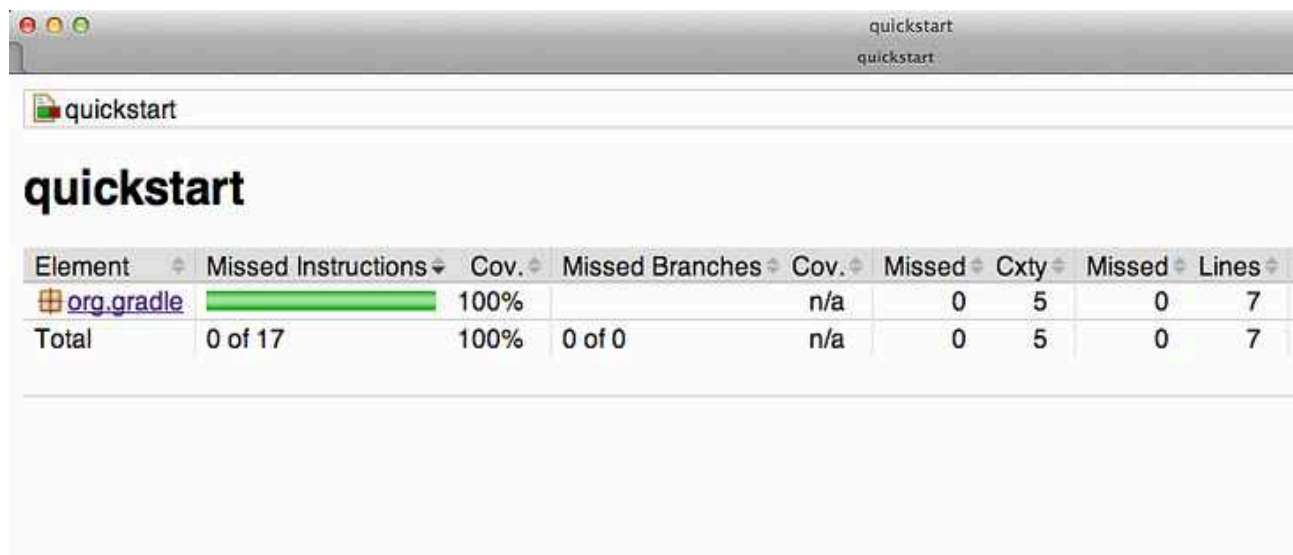 quickstart
quickstart
quickstart
quickstart
Element Missed Instructions Cov. Missed Branches Cov. Missed Cxty Missed Lines
org.gradle 100% n/a 0 5 0 7
Total 0 of 17 100% 0 of 0 n/a 0 5 0 7